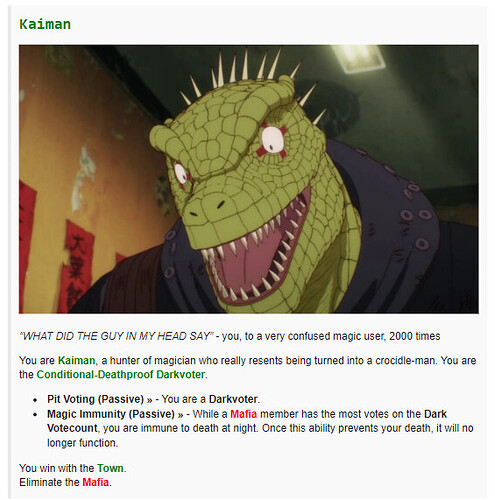 Kaiman
大葉
"WHAT DID THE GUY IN MY HEAD SAY" - you, to a very confused magic user, 2000 times
You are Kaiman, a hunter of magician who really resents being turned into a crocidle-man. You are
the Conditional-Deathproof Darkvoter.
• Pit Voting (Passive) » - You are a Darkvoter.
• Magic Immunity (Passive) » - While a Mafia member has the most votes on the Dark
Votecount, you are immune to death at night. Once this ability prevents your death, it will no
longer function.
You win with the Town.
Eliminate the Mafia.